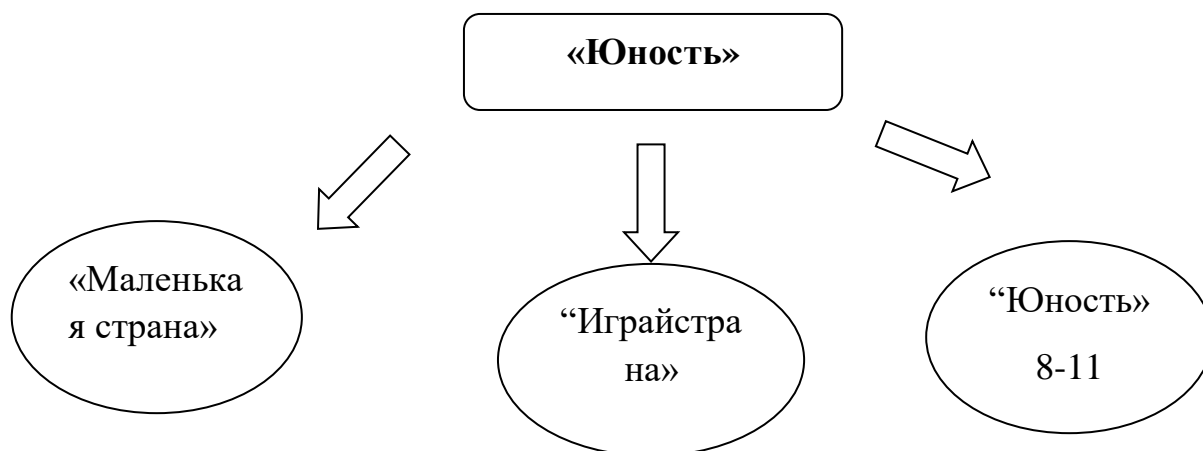 «Юность»
«Маленька
я страна»
“Играйстра
на»
“Юность»
8-11